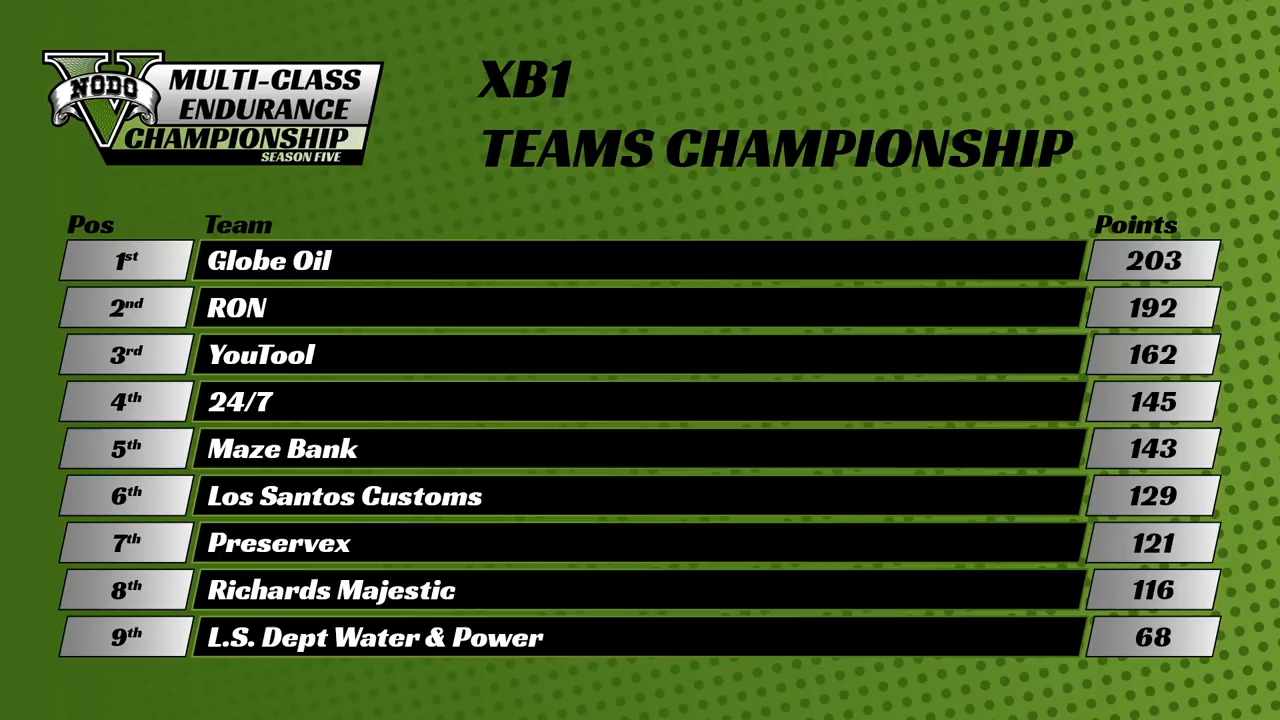 NODO
MULTI-CLASS
ENDURANCE
CHAMPIONSHIP
SEASON FIVE
XB1
TEAMS CHAMPIONSHIP
Pos Team Points
1st Globe Oil 203
2nd RON 192
3rd YouTool 162
4th 24/7 145
5th Maze Bank 143
6th Los Santos Customs 129
7th Preservex 121
8th Richards Majestic 116
9th L.S. Dept Water & Power 68